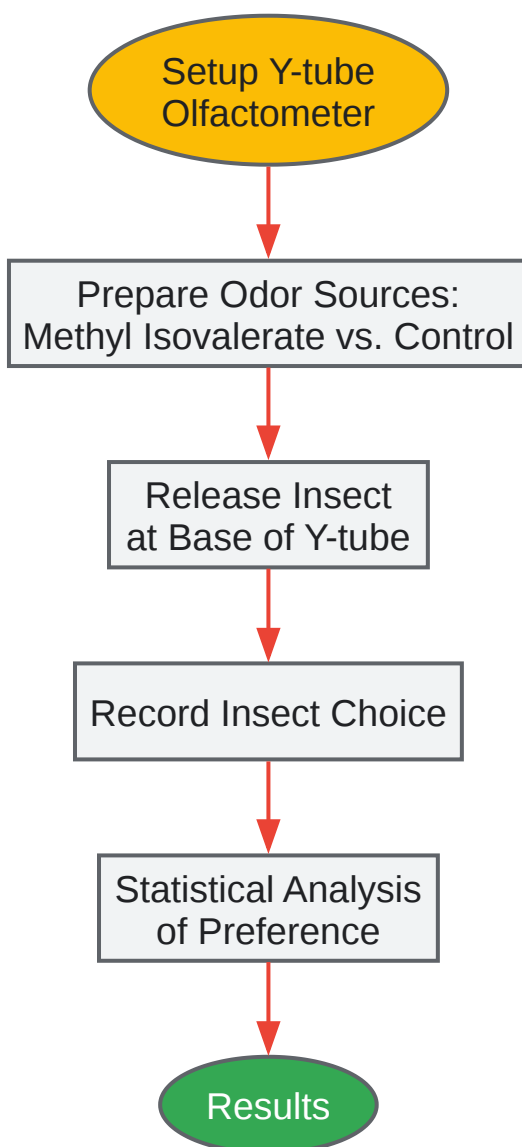 Setup Y-tube
Olfactometer
Prepare Odor Sources:
Methyl Isovalerate vs. Control
Release Insect
at Base of Y-tube
Record Insect Choice
Statistical Analysis
of Preference
Results